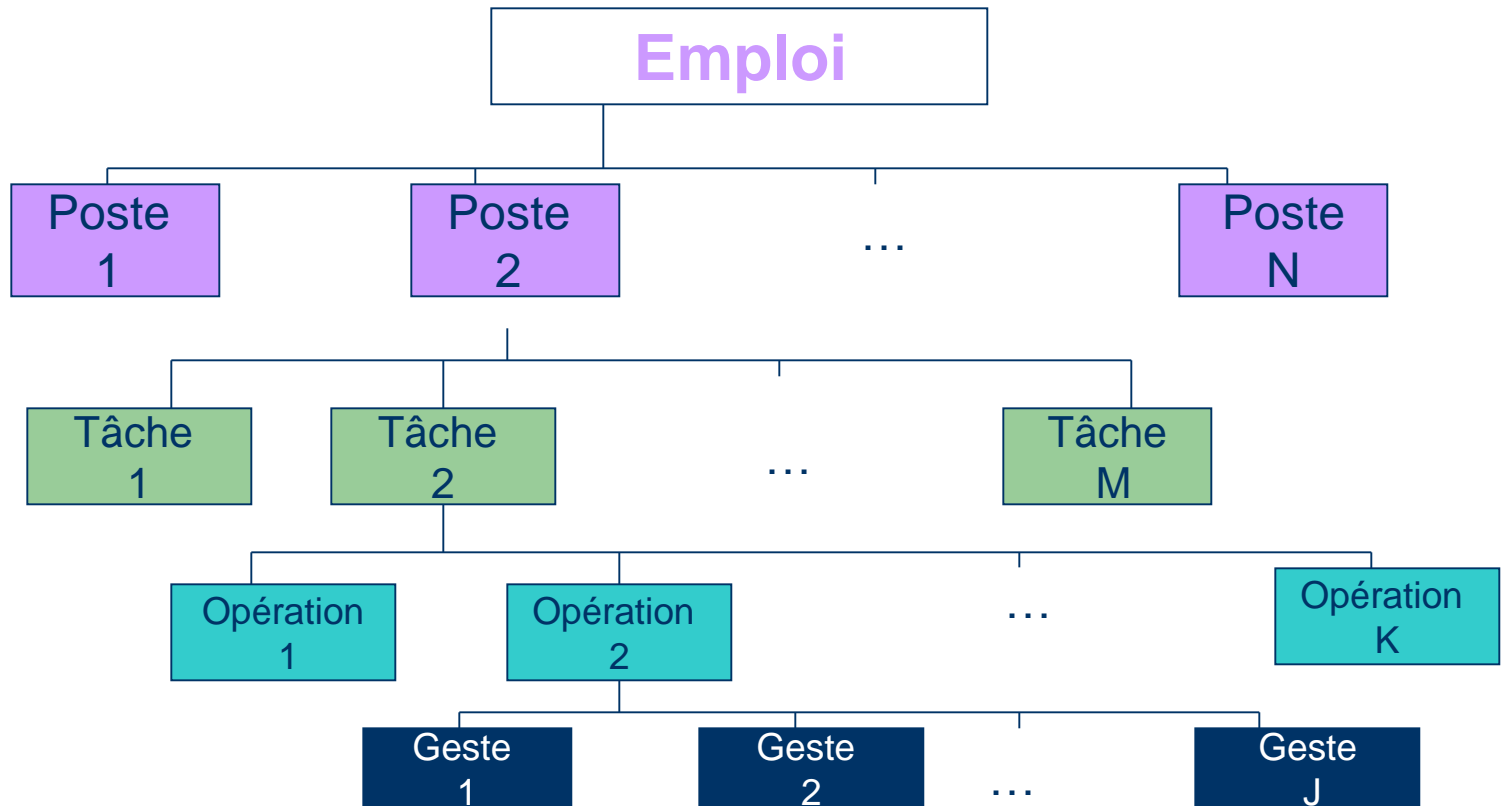 Emploi
Poste
1
Poste
2
…
Poste
N
Tâche
1
Tâche
2
…
Tâche
M
Opération
1
Opération
2
…
Opération
K
Geste
1
Geste
2
…
Geste
J